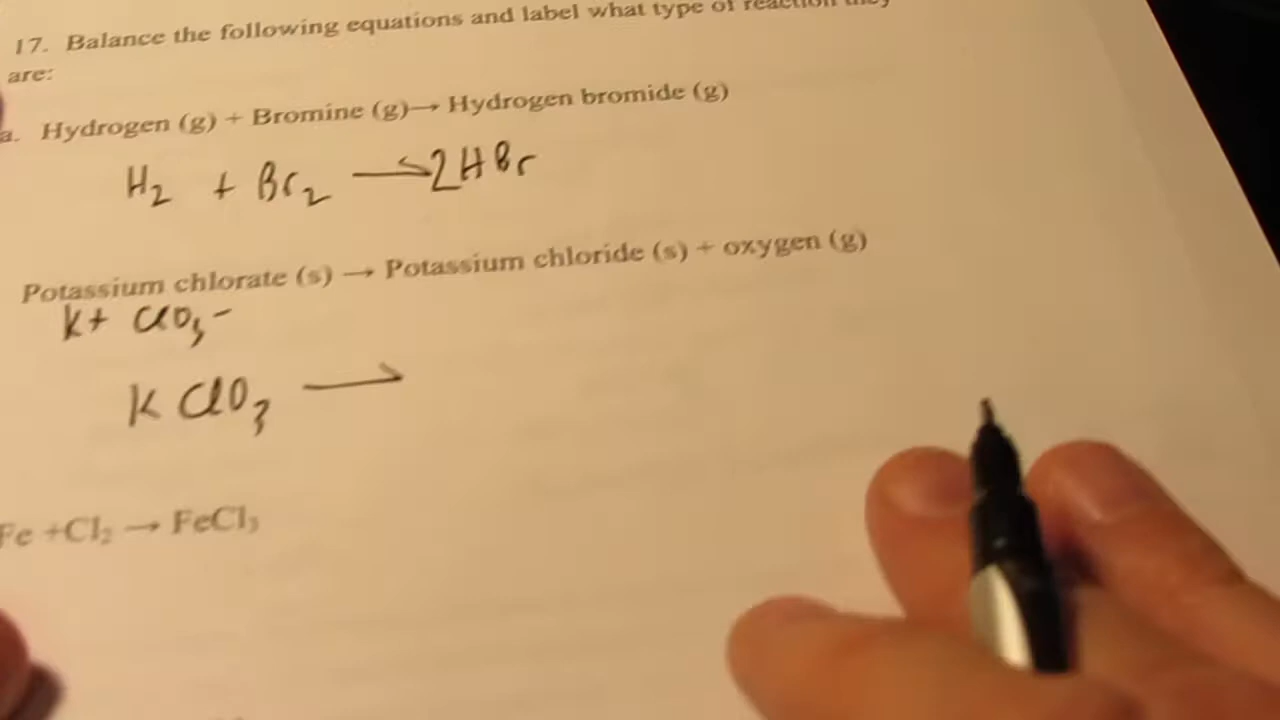 17. Balance the following equations and label what type of reaction they
are:
a. Hydrogen (g) + Bromine (g)→ Hydrogen bromide (g)
H₂ + Br₂ → 2HBr
Potassium chlorate (s) → Potassium chloride (s) + oxygen (g)
K+ ClO₃-
KClO₃ →
Fe +Cl₂ → FeCl₃